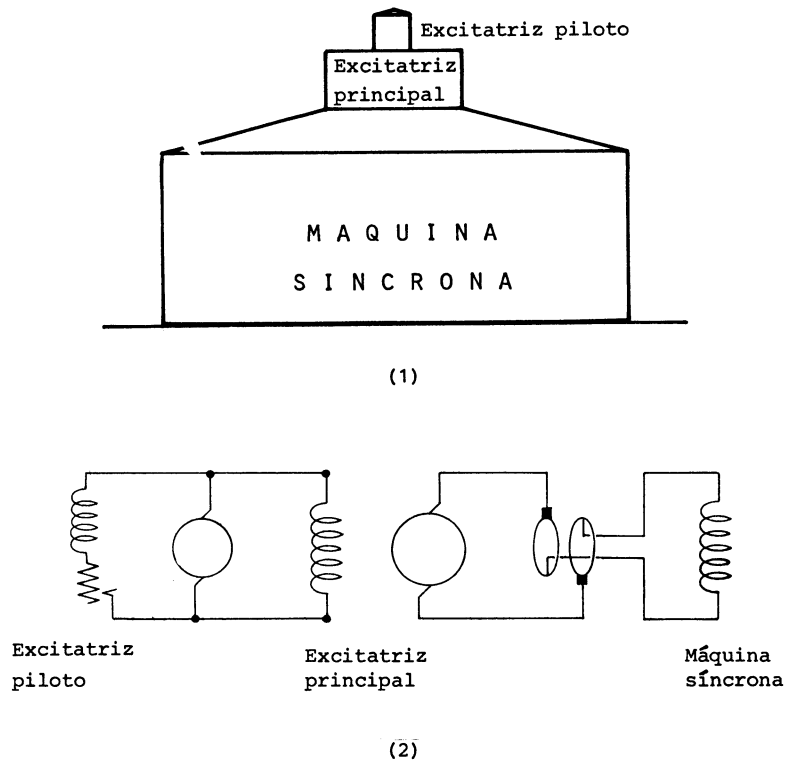 Excitatriz piloto
Excitatriz
principal
M A Q U I N A
S I N C R O N A
(1)
Excitatriz
piloto
Excitatriz
principal
Máquina
síncrona
(2)